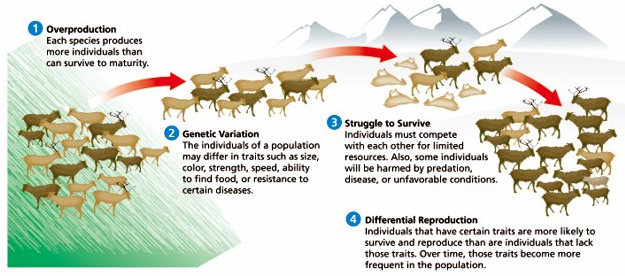 1 Overproduction
Each species produces
more individuals than
can survive to maturity.
2 Genetic Variation
The individuals of a population
may differ in traits such as size,
color, strength, speed, ability
to find food, or resistance to
certain diseases.
3 Struggle to Survive
Individuals must compete
with each other for limited
resources. Also, some individuals
will be harmed by predation,
disease, or unfavorable conditions.
4 Differential Reproduction
Individuals that have certain traits are more likely to
survive and reproduce than are individuals that lack
those traits. Over time, those traits become more
frequent in the population.